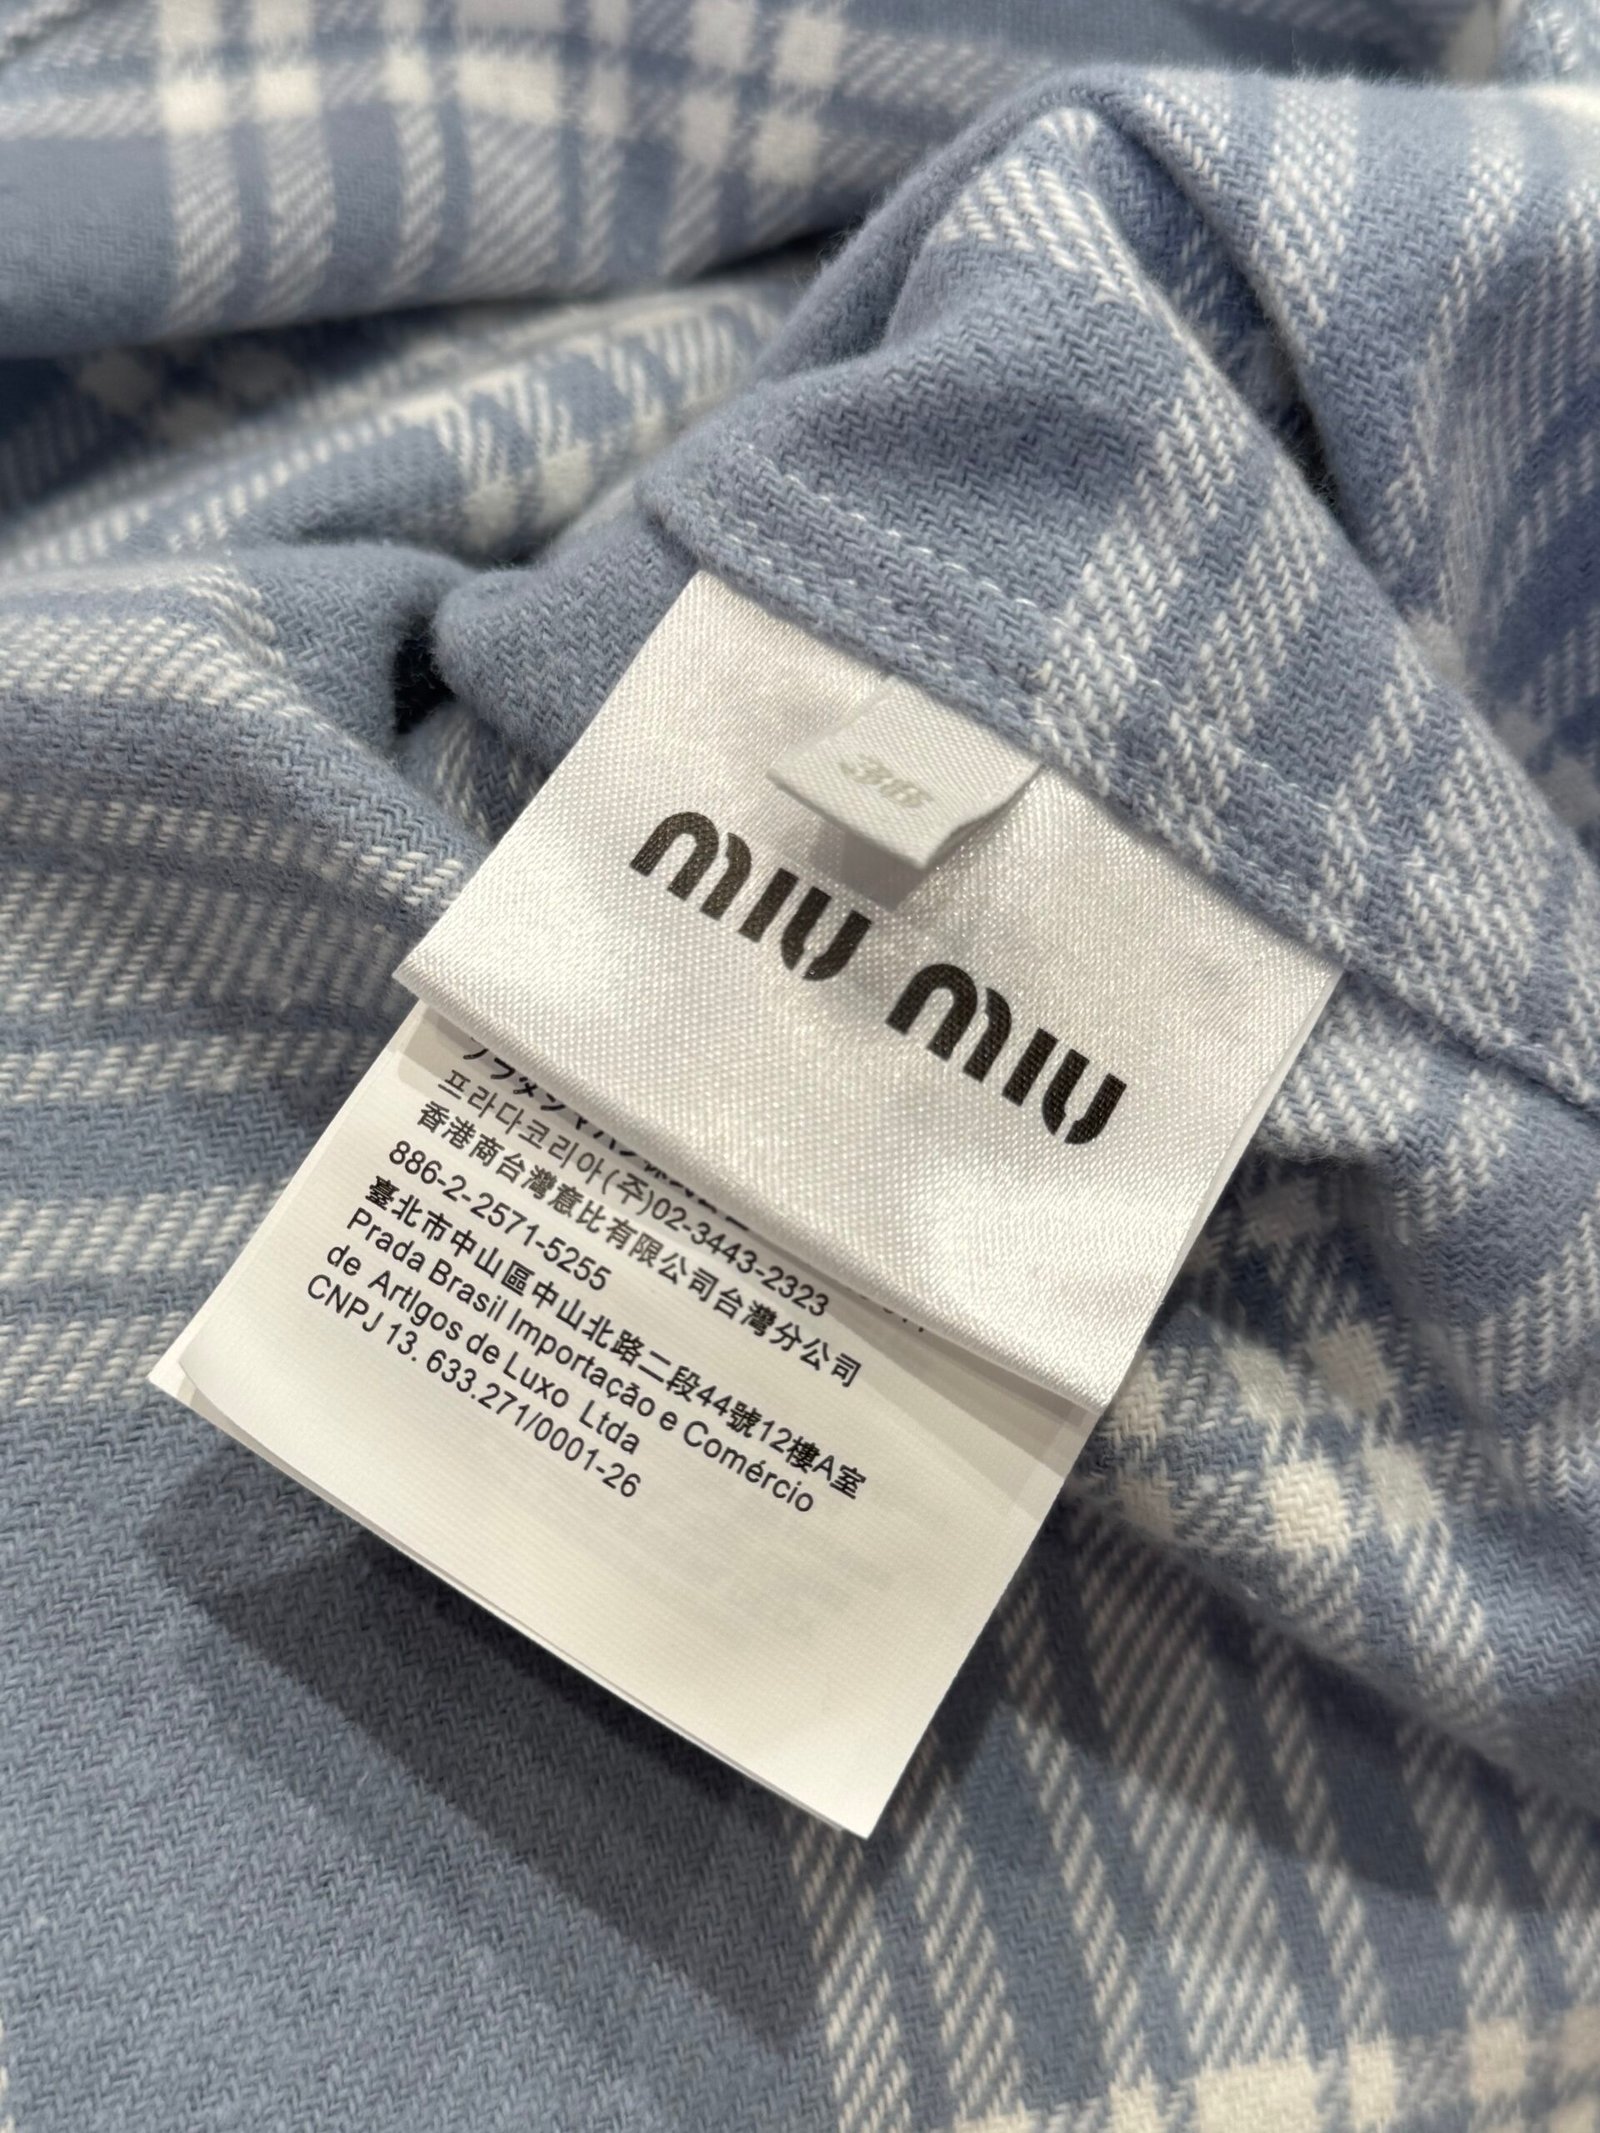 miu miu
프라다코리아(주)02-3443-2323
香港商台灣意比有限公司台灣分公司
886-2-2571-5255
臺北市中山區中山北路二段44號12樓A室
Prada Brasil Importação e Comércio
de Artlgos de Luxo Ltda
CNPJ 13. 633.271/0001-26